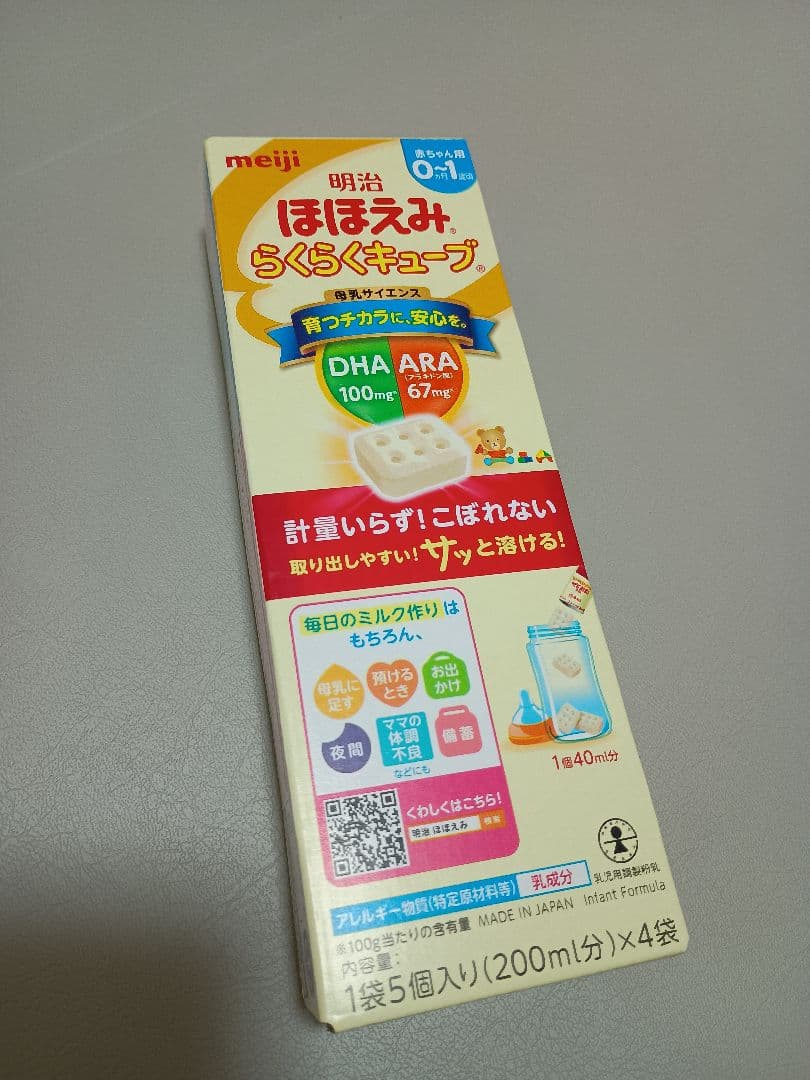 meiji
赤ちゃん用
0ヵ月~1歳頃
明治
ほほえみ®
らくらくキューブ®
母乳サイエンス
育つチカラに、安心を。
DHA
100mg※
ARA
(アラキドン酸)
67mg※
計量いらず!こぼれない
取り出しやすい!サッと溶ける!
毎日のミルク作りは
もちろん、
母乳に
足す
預ける
とき
お出
かけ
夜間
ママの
体調
不良
備蓄
などにも
くわしくはこちら!
明治 ほほえみ 検索
1個40ml分
乳児用調製粉乳
アレルギー物質(特定原材料等) 乳成分
※100g当たりの含有量 MADE IN JAPAN Infant Formula
内容量:
1袋5個入り(200ml分)×4袋